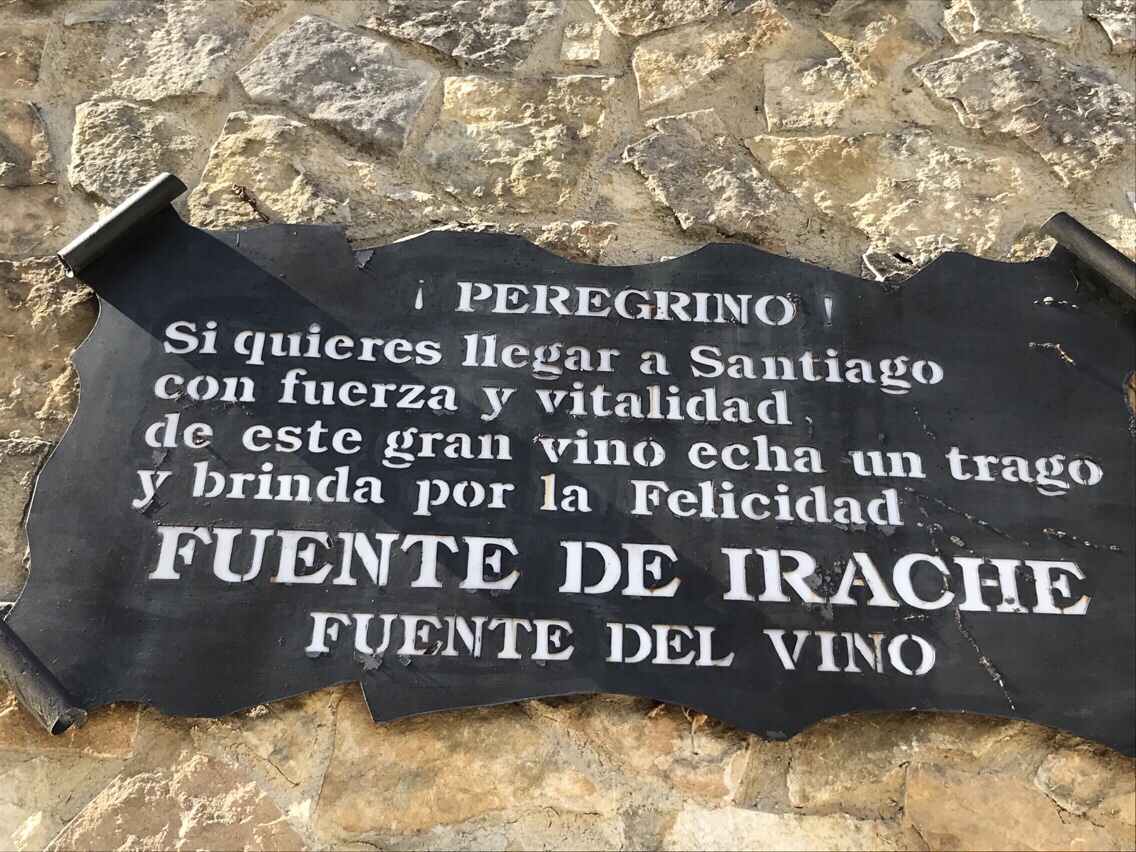 ¡ PEREGRINO !
Si quieres llegar a Santiago
con fuerza y vitalidad,
de este gran vino echa un trago
y brinda por la Felicidad.
FUENTE DE IRACHE
FUENTE DEL VINO